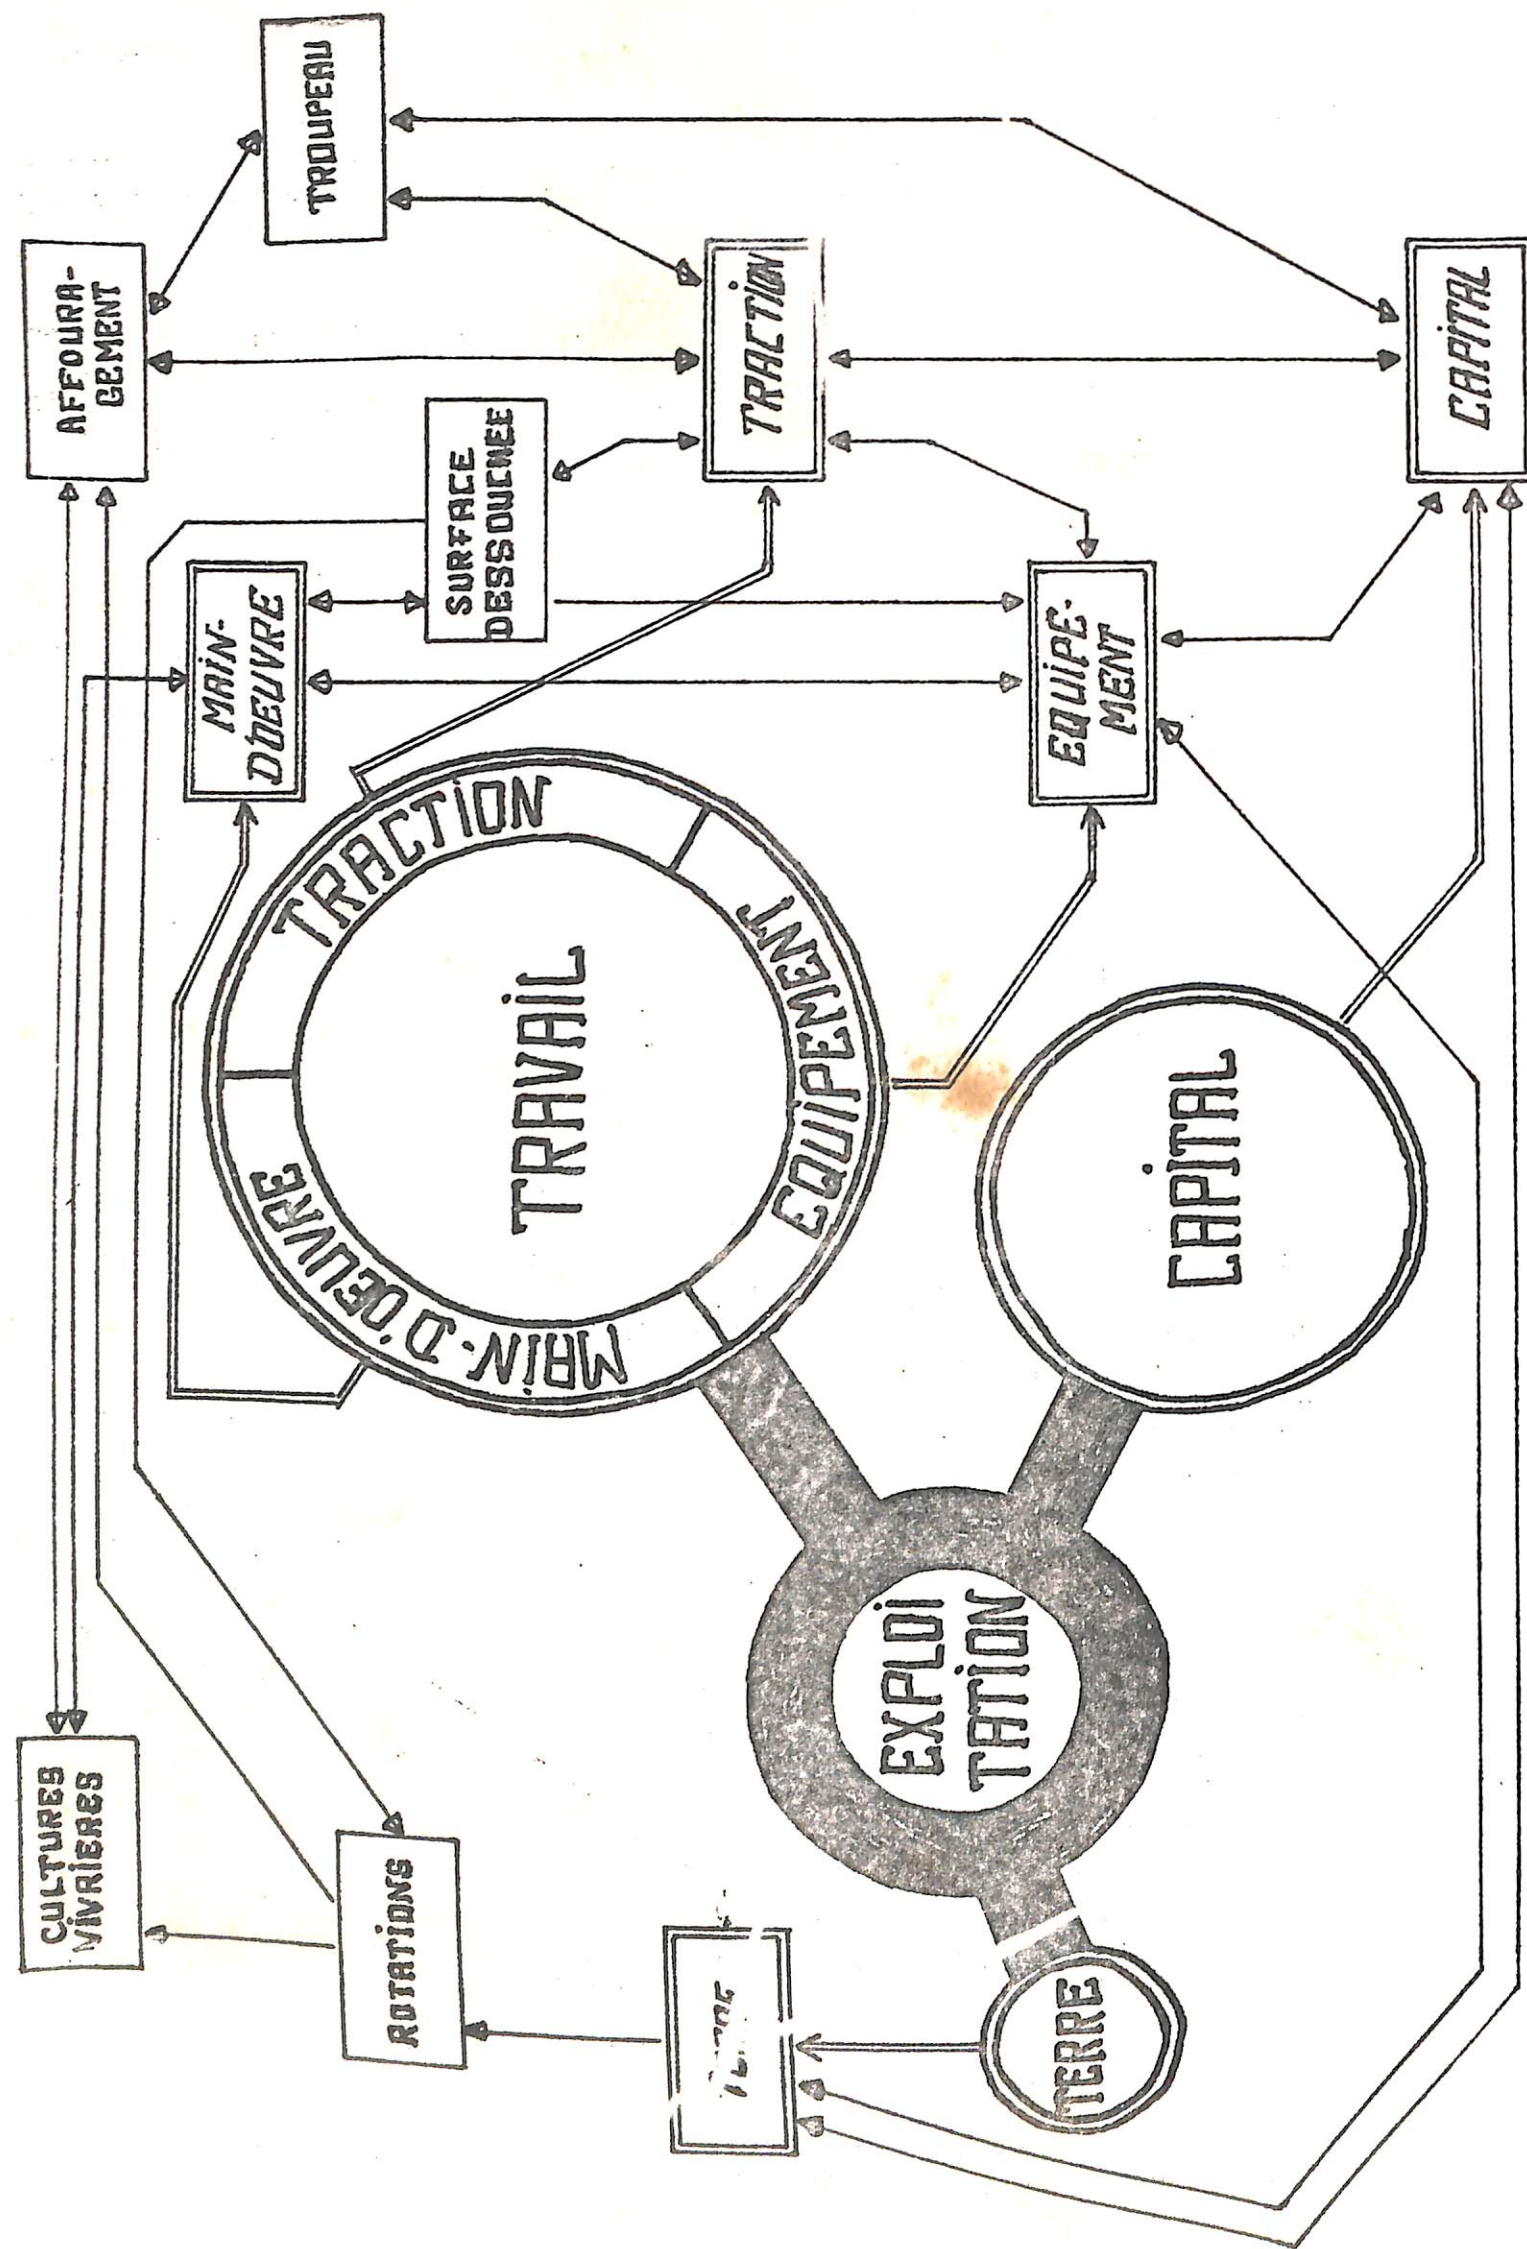 CULTURES
VIVRIERES
AFFOURA-
GEMENT
MAIN-
D'OEUVRE
TROUPEAU
ROTATIONS
MAIN-D'OEUVRE
TRACTION
SURFACE
DESSOUCHEE
TRAVAIL
TRACTION
EQUIPEMENT
EXPLOI
TATION
TERRE
EQUIPE-
MENT
CAPITAL
CAPITAL